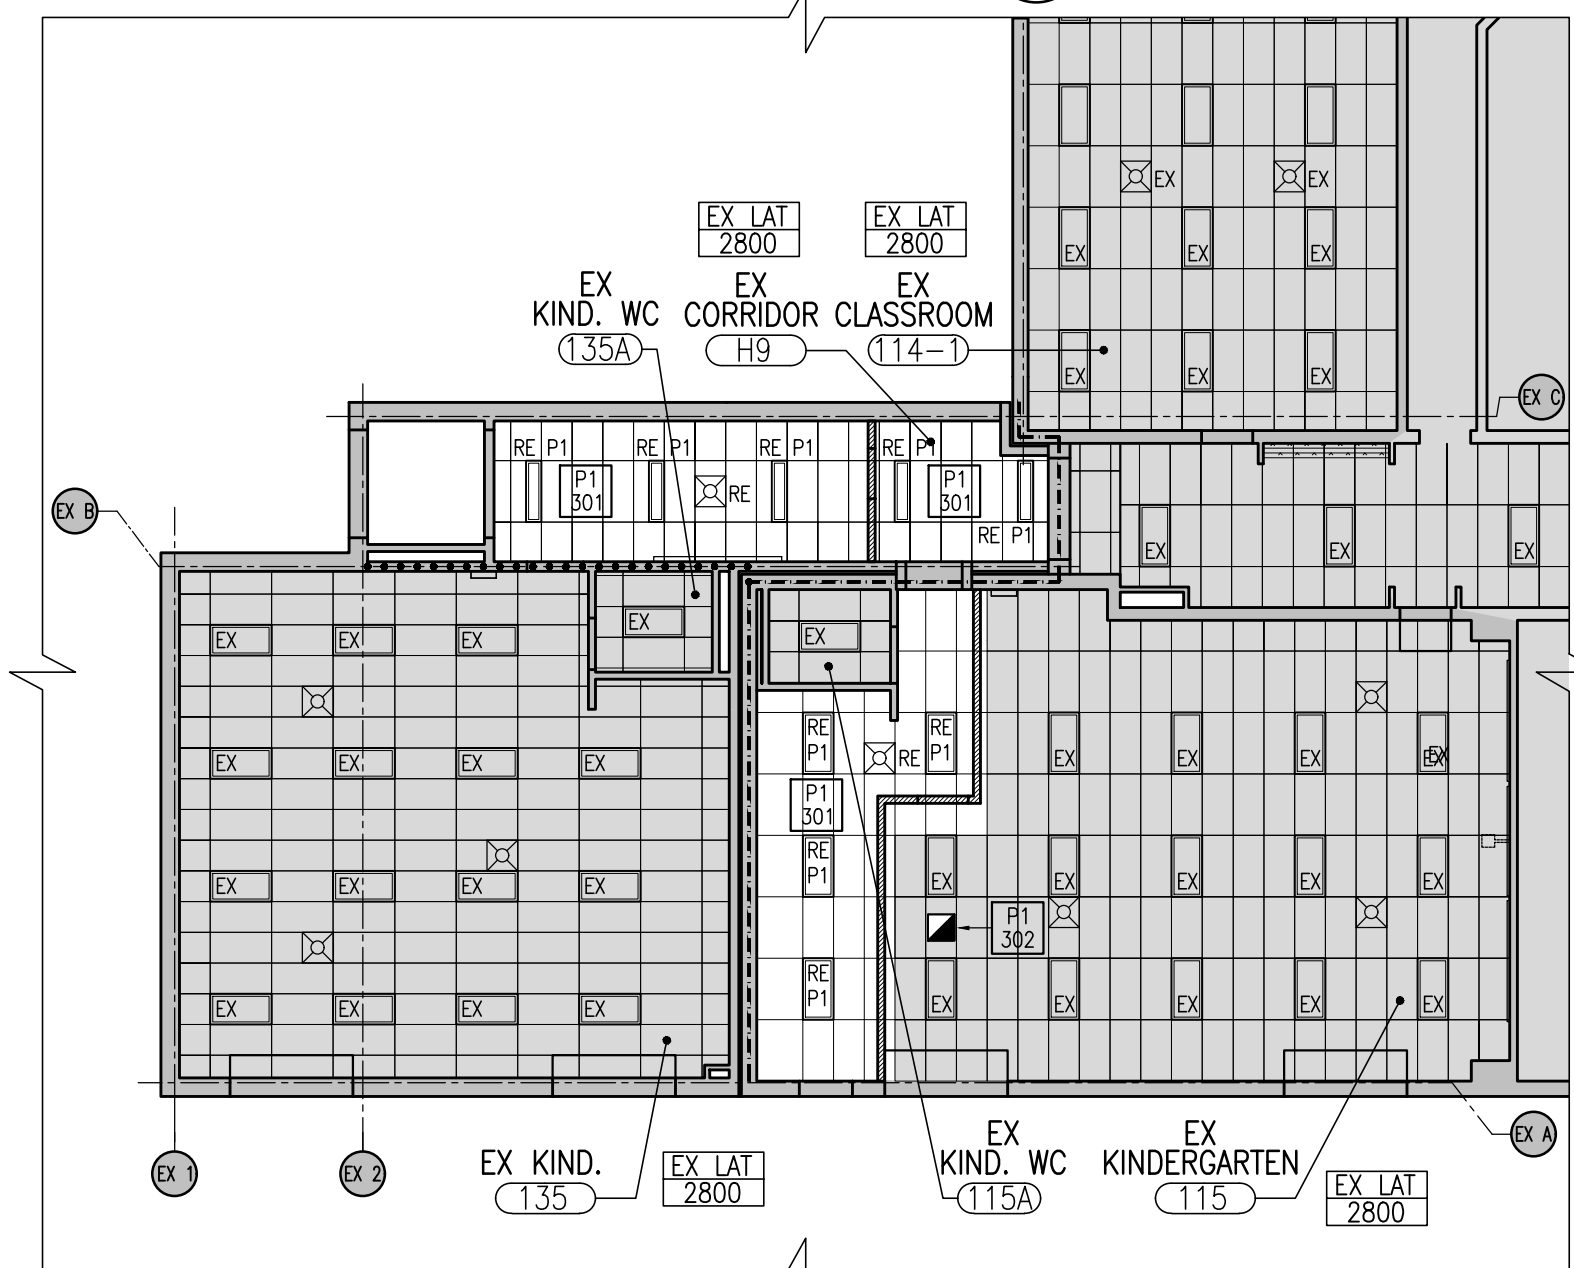 EX
EX
EX LAT
2800
EX LAT
2800
EX
EX
EX
EX
KIND. WC
135A
EX
CORRIDOR
H9
EX
CLASSROOM
114-1
EX
EX
EX
EX C
RE P1
RE P1
RE P1
RE P1
P1
301
RE
P1
301
RE P1
EX B
EX
EX
EX
EX
EX
EX
EX
EX
RE
P1
RE
P1
RE
EX
EX
EX
EX
EX
EX
EX
EX
EX
P1
301
RE
P1
EX
EX
EX
EX
EX
EX
EX
EX
EX
P1
302
RE
P1
EX
EX
EX
EX
EX
EX
EX
EX
EX
EX 1
EX 2
EX KIND.
135
EX LAT
2800
EX
KIND. WC
115A
EX
KINDERGARTEN
115
EX LAT
2800
EX A